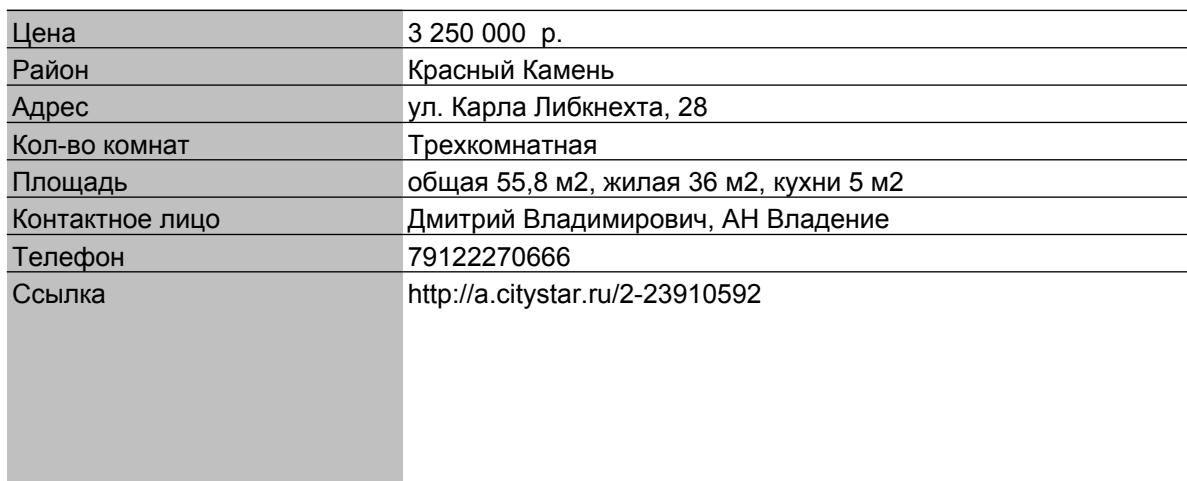 Цена 3 250 000 р.
Район Красный Камень
Адрес ул. Карла Либкнехта, 28
Кол-во комнат Трехкомнатная
Площадь общая 55,8 м2, жилая 36 м2, кухни 5 м2
Контактное лицо Дмитрий Владимирович, АН Владение
Телефон 79122270666
Ссылка http://a.citystar.ru/2-23910592